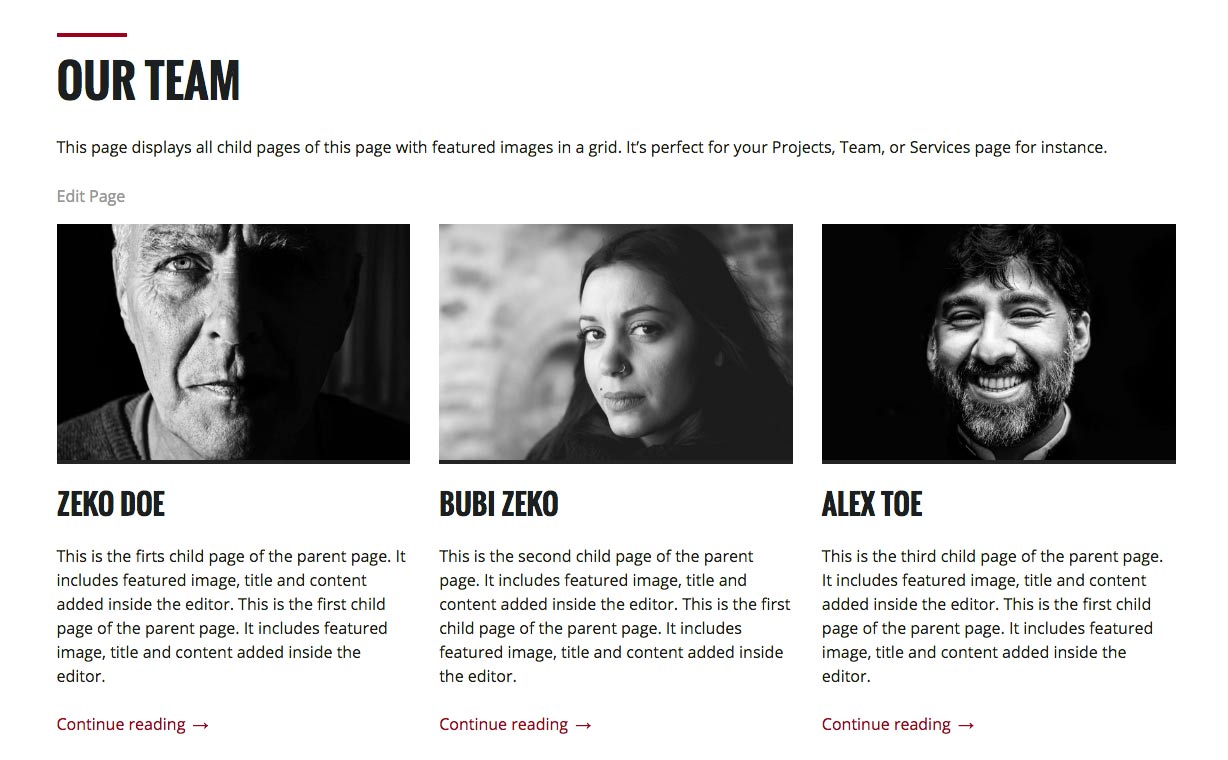 OUR TEAM
This page displays all child pages of this page with featured images in a grid. It’s perfect for your Projects, Team, or Services page for instance.
Edit Page
ZEKO DOE
This is the firts child page of the parent page. It
includes featured image, title and content
added inside the editor. This is the first child
page of the parent page. It includes featured
image, title and content added inside the
editor.
Continue reading →
BUBI ZEKO
This is the second child page of the parent
page. It includes featured image, title and
content added inside the editor. This is the first
child page of the parent page. It includes
featured image, title and content added inside
the editor.
Continue reading →
ALEX TOE
This is the third child page of the parent page.
It includes featured image, title and content
added inside the editor. This is the first child
page of the parent page. It includes featured
image, title and content added inside the
editor.
Continue reading →